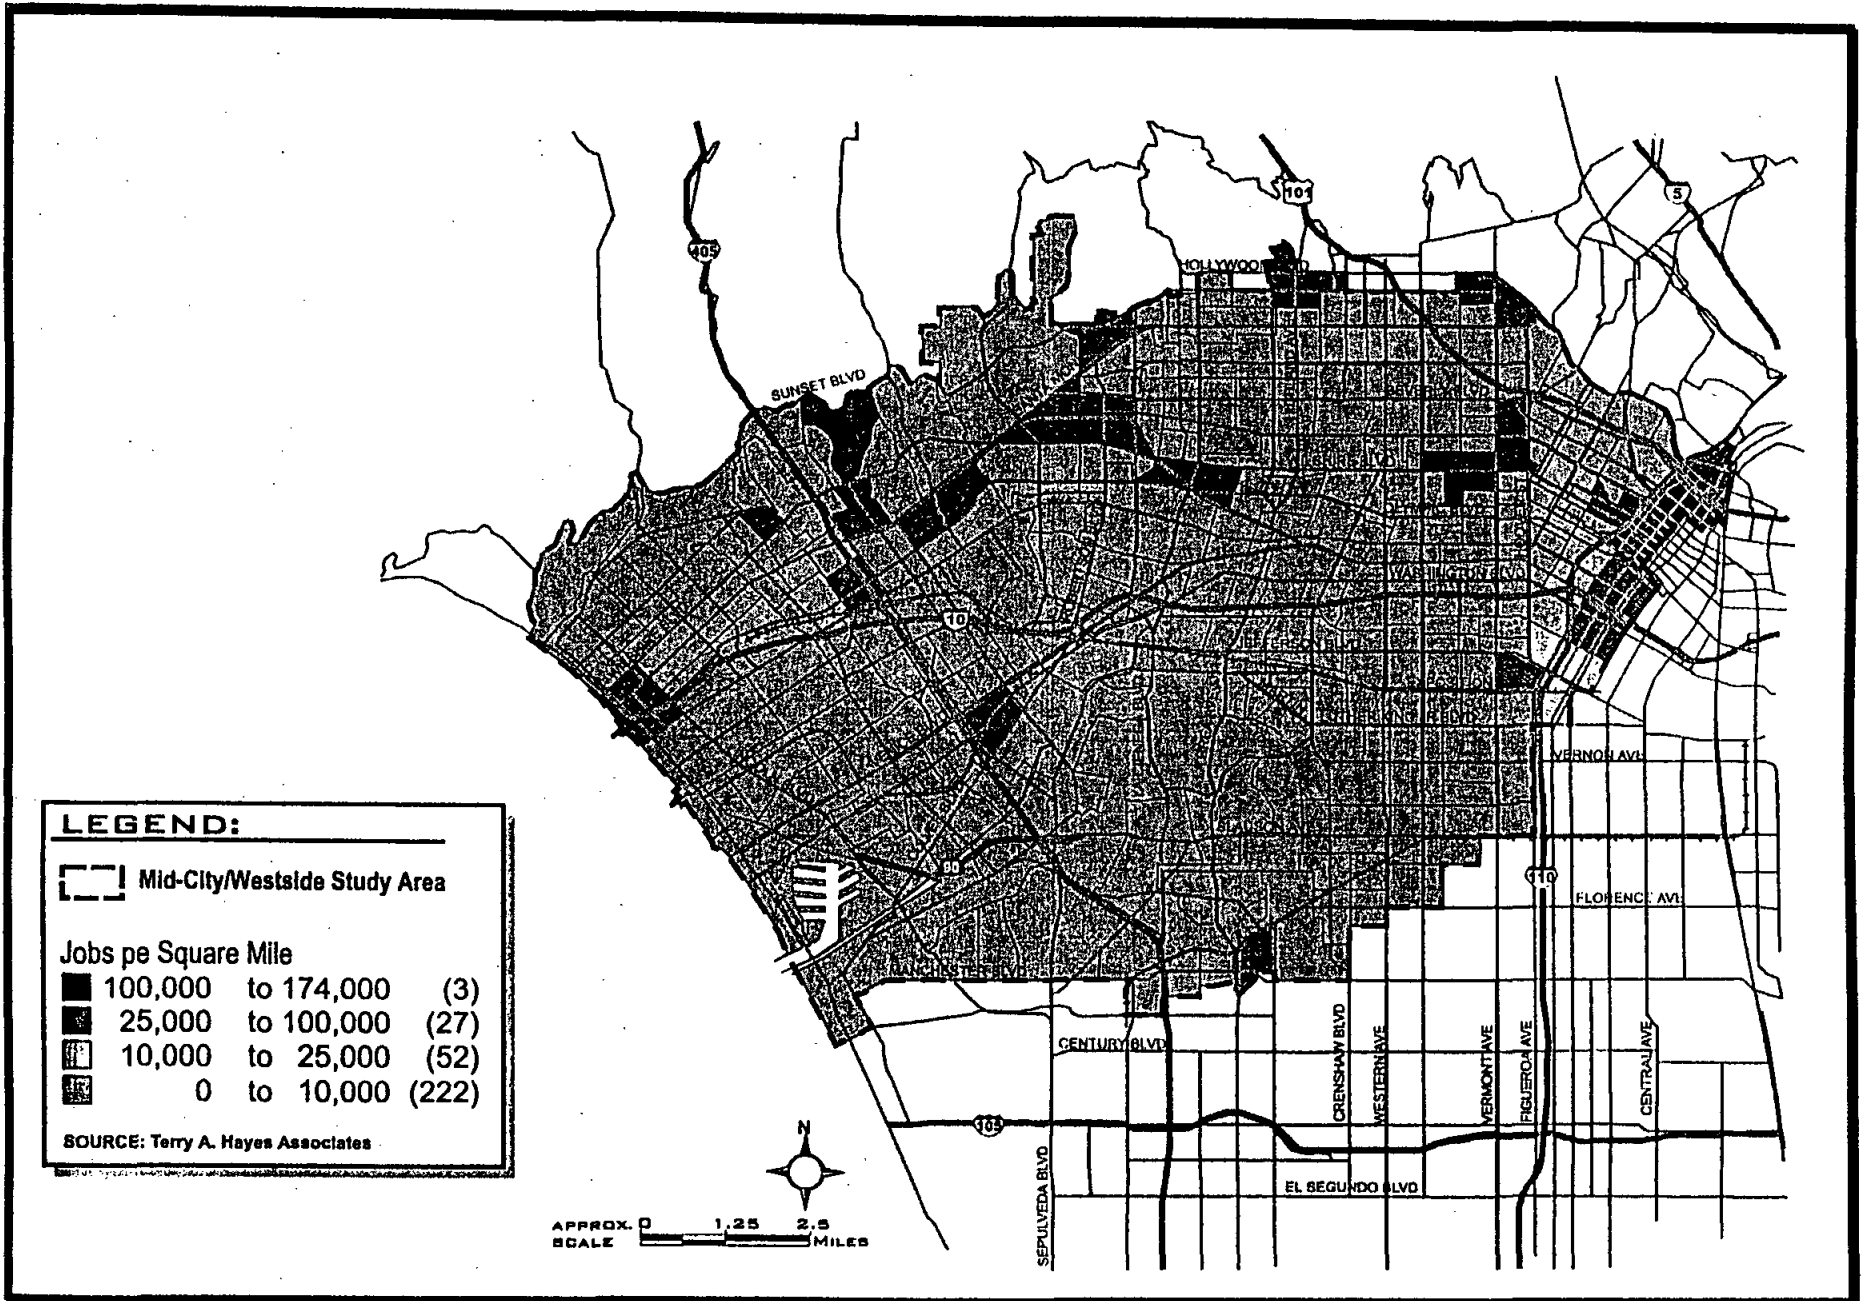 101
5
405
HOLLYWOOD
SUNSET BLVD
WASHINGTON BLVD
10
JEFFERSON BLVD
VERNON AVE
90
110
FLORENCE AVE
MANCHESTER BLVD
CENTURY BLVD
CRENSHAW BLVD
WESTERN AVE
VERMONT AVE
FIGUEROA AVE
CENTRAL AVE
105
SEPULVEDA BLVD
EL SEGUNDO BLVD
LEGEND:
Mid-City/Westside Study Area
Jobs pe Square Mile
100,000 to 174,000 (3)
25,000 to 100,000 (27)
10,000 to 25,000 (52)
0 to 10,000 (222)
SOURCE: Terry A. Hayes Associates
N
APPROX. 0 1.25 2.5
SCALE MILES